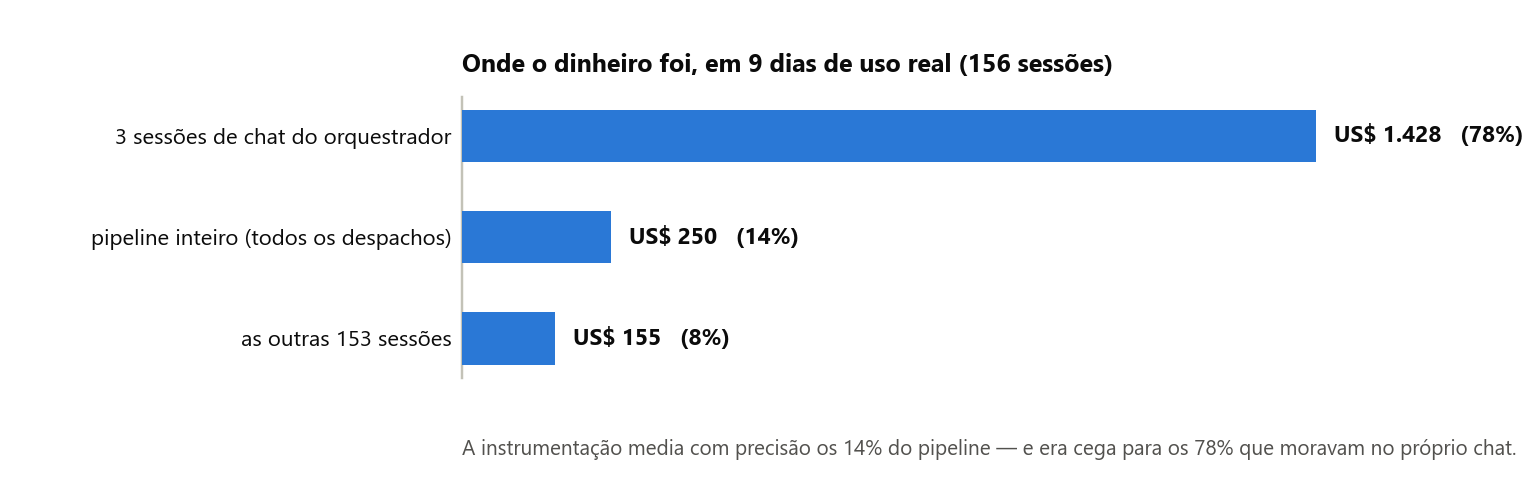 Onde o dinheiro foi, em 9 dias de uso real (156 sessões)
3 sessões de chat do orquestrador US$ 1.428 (78%)
pipeline inteiro (todos os despachos) US$ 250 (14%)
as outras 153 sessões US$ 155 (8%)
A instrumentação media com precisão os 14% do pipeline — e era cega para os 78% que moravam no próprio chat.